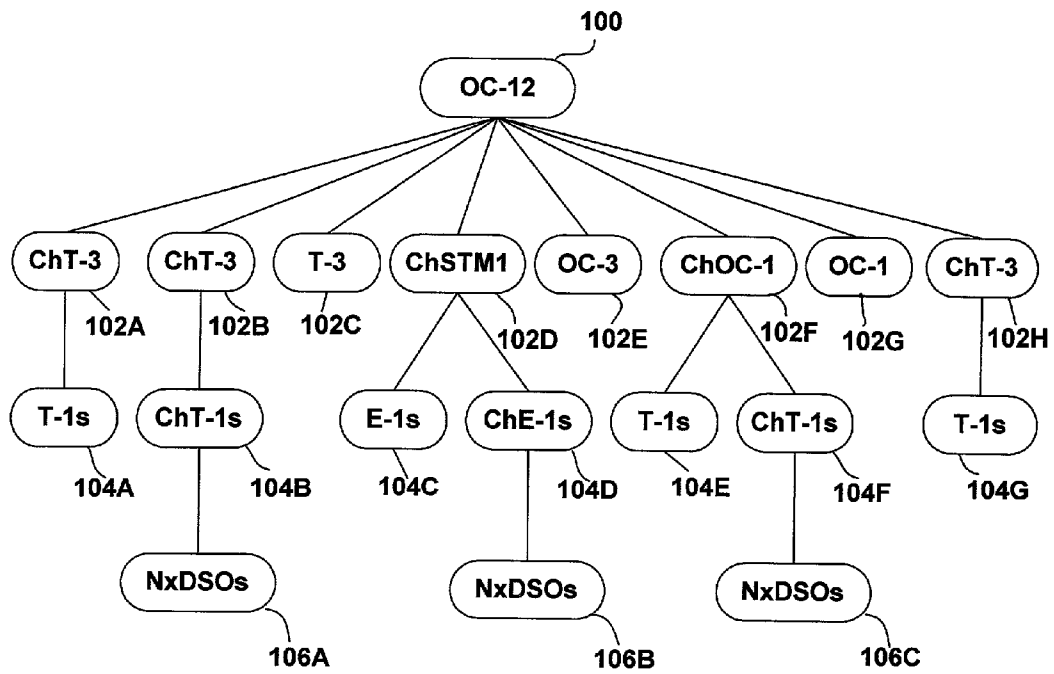 100
OC-12
ChT-3 ChT-3 T-3 ChSTM1 OC-3 ChOC-1 OC-1 ChT-3
102A 102B 102C 102D 102E 102F 102G 102H
T-1s ChT-1s E-1s ChE-1s T-1s ChT-1s T-1s
104A 104B 104C 104D 104E 104F 104G
NxDSOs NxDSOs NxDSOs
106A 106B 106C